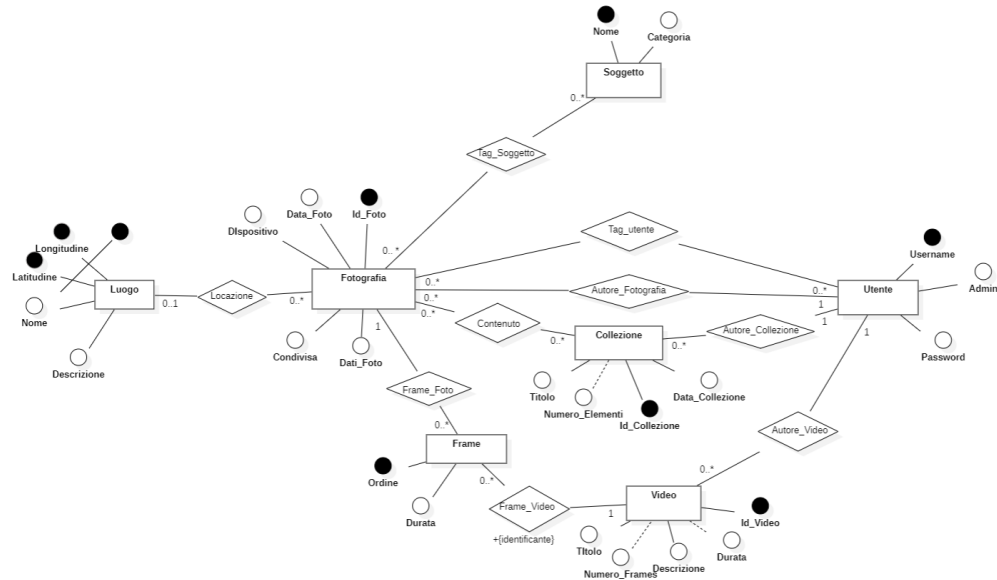 Nome
Categoria
Soggetto
0..*
Tag_Soggetto
Data_Foto
Id_Foto
DIspositivo
0.. *
Tag_utente
Longitudine
Latitudine
Username
Luogo
Fotografia
0..*
0..*
Utente
Admin
0..1
Locazione
0..*
0..*
0..*
Autore_Fotografia
1
1
Nome
Contenuto
0..*
Collezione
0..*
Autore_Collezione
1
Condivisa
1
Dati_Foto
Password
Descrizione
Titolo
Numero_Elementi
Data_Collezione
Id_Collezione
Frame_Foto
0..*
Frame
Autore_Video
Ordine
0..*
0..*
Durata
Frame_Video
1
Video
+{identificante}
Id_Video
TItolo
Numero_Frames
Descrizione
Durata